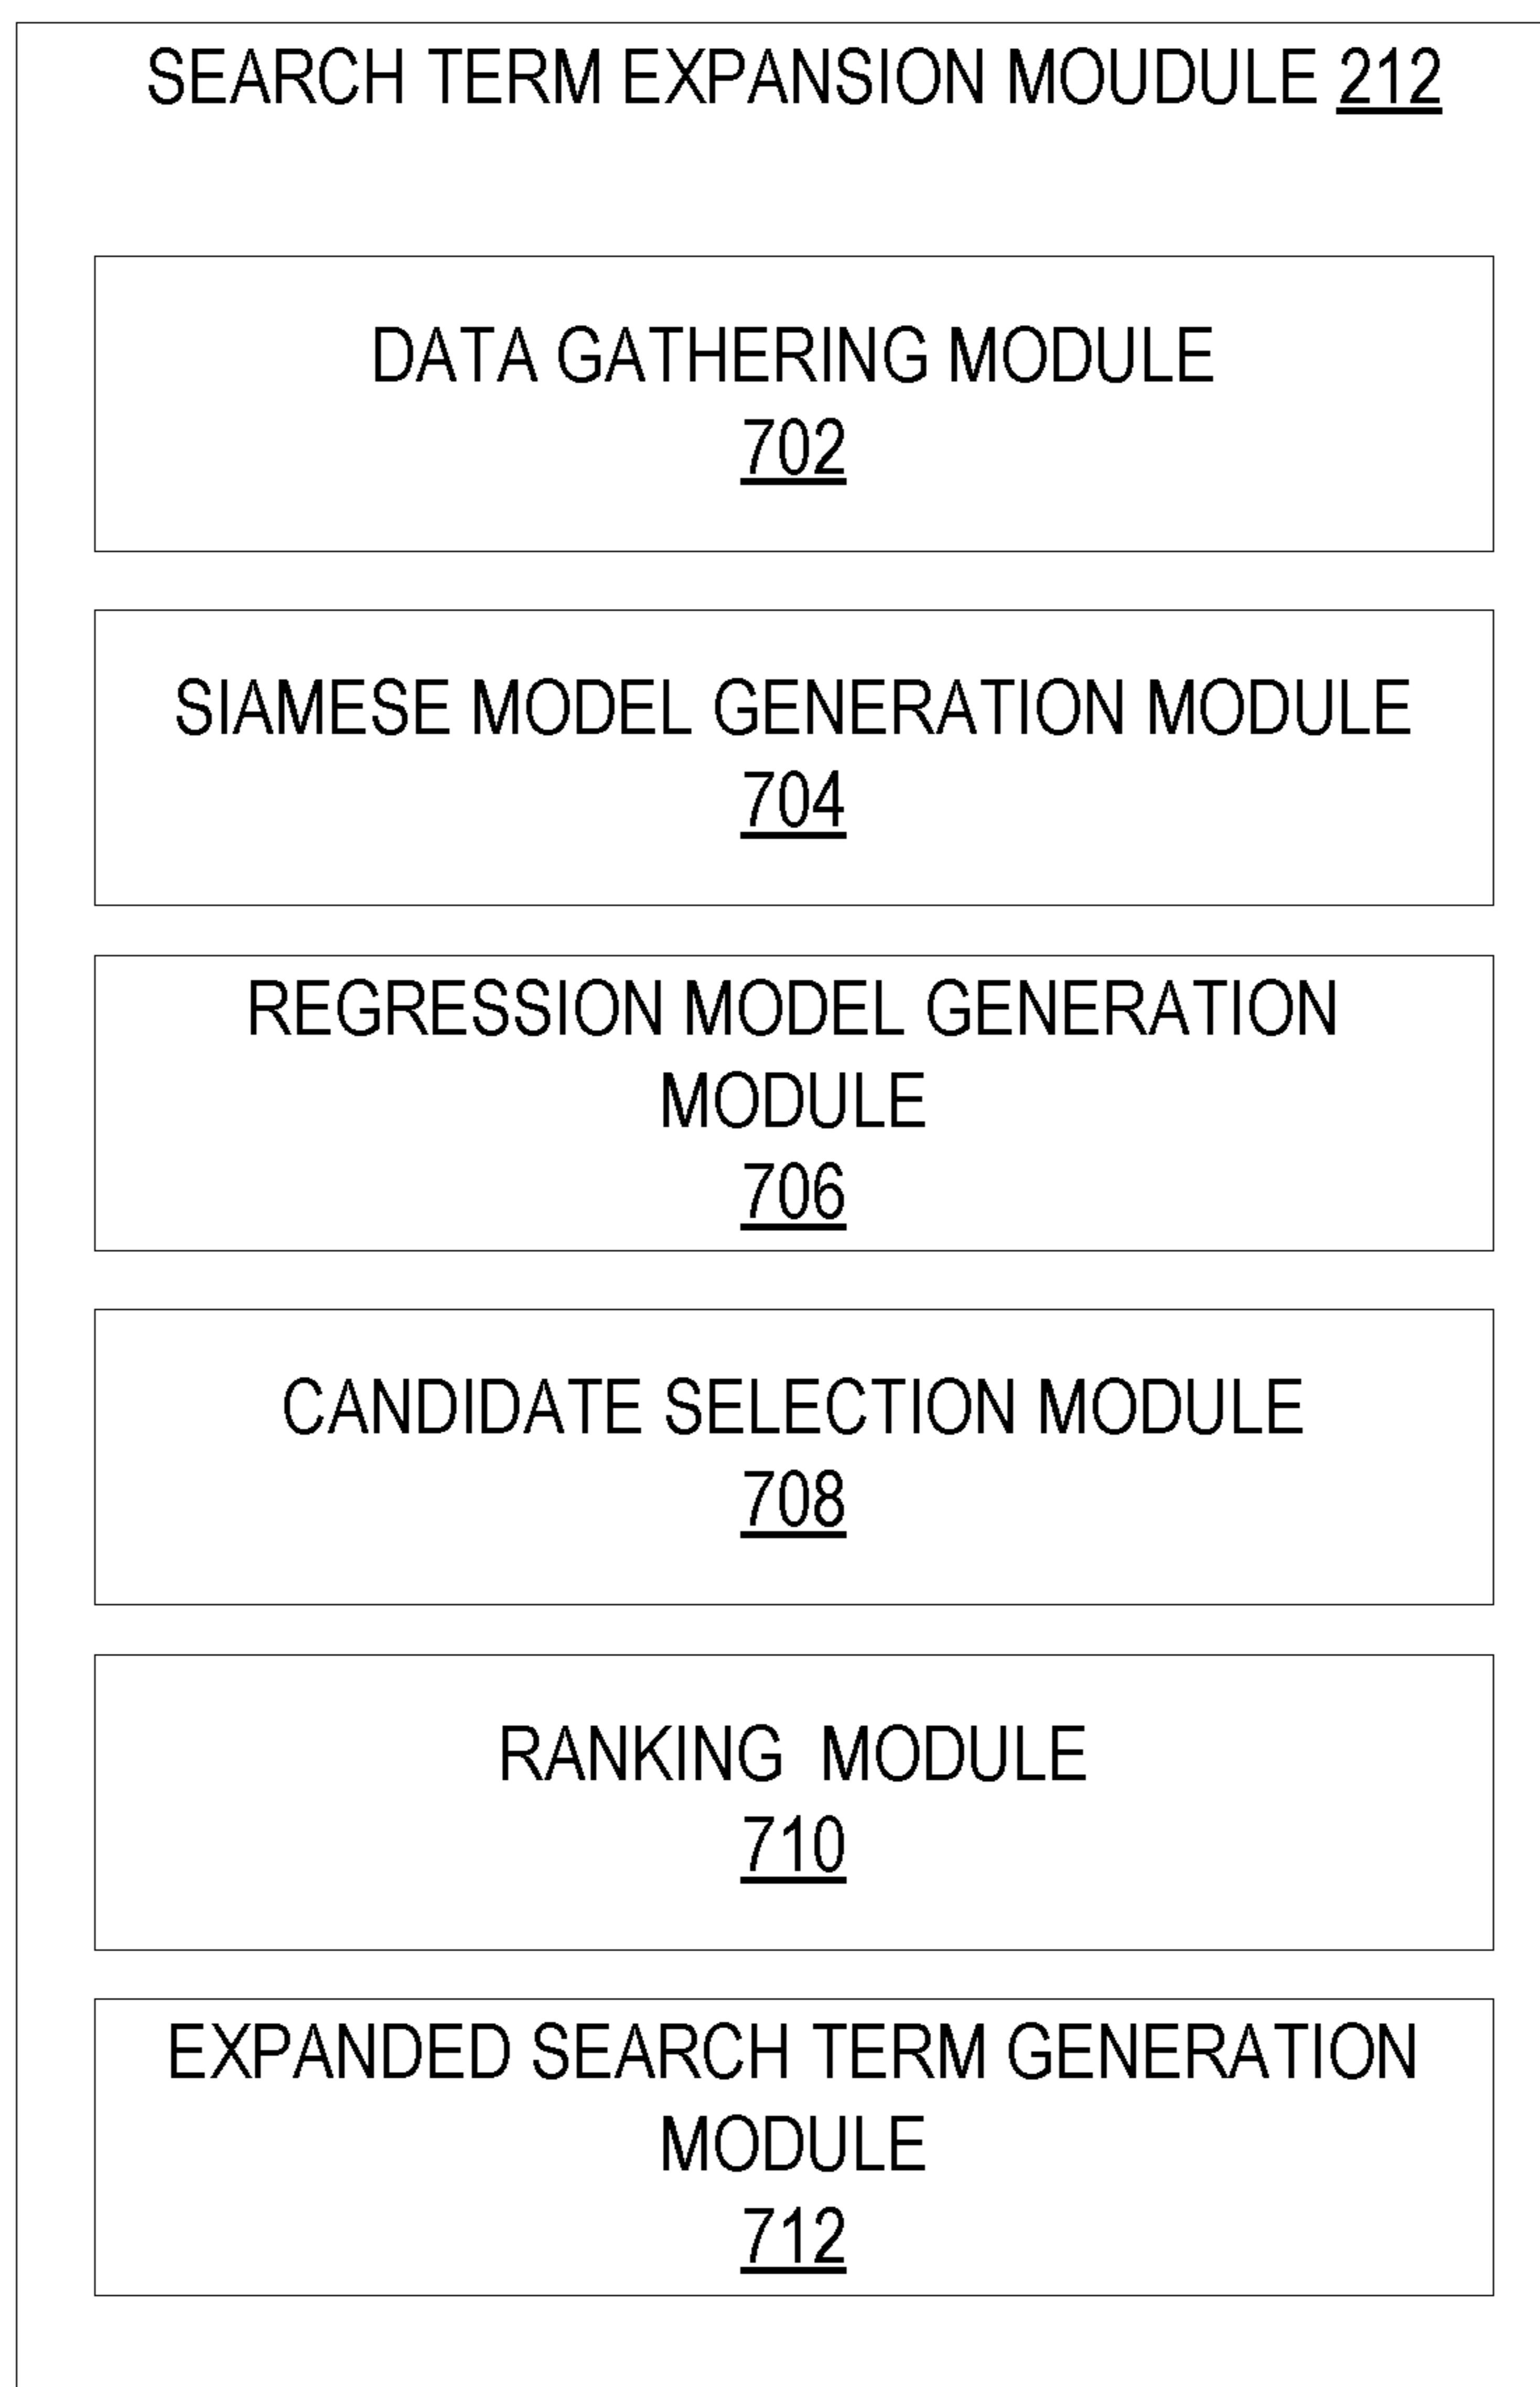 SEARCH TERM EXPANSION MOUDULE 212
DATA GATHERING MODULE
702
SIAMESE MODEL GENERATION MODULE
704
REGRESSION MODEL GENERATION
MODULE
706
CANDIDATE SELECTION MODULE
708
RANKING MODULE
710
EXPANDED SEARCH TERM GENERATION
MODULE
712